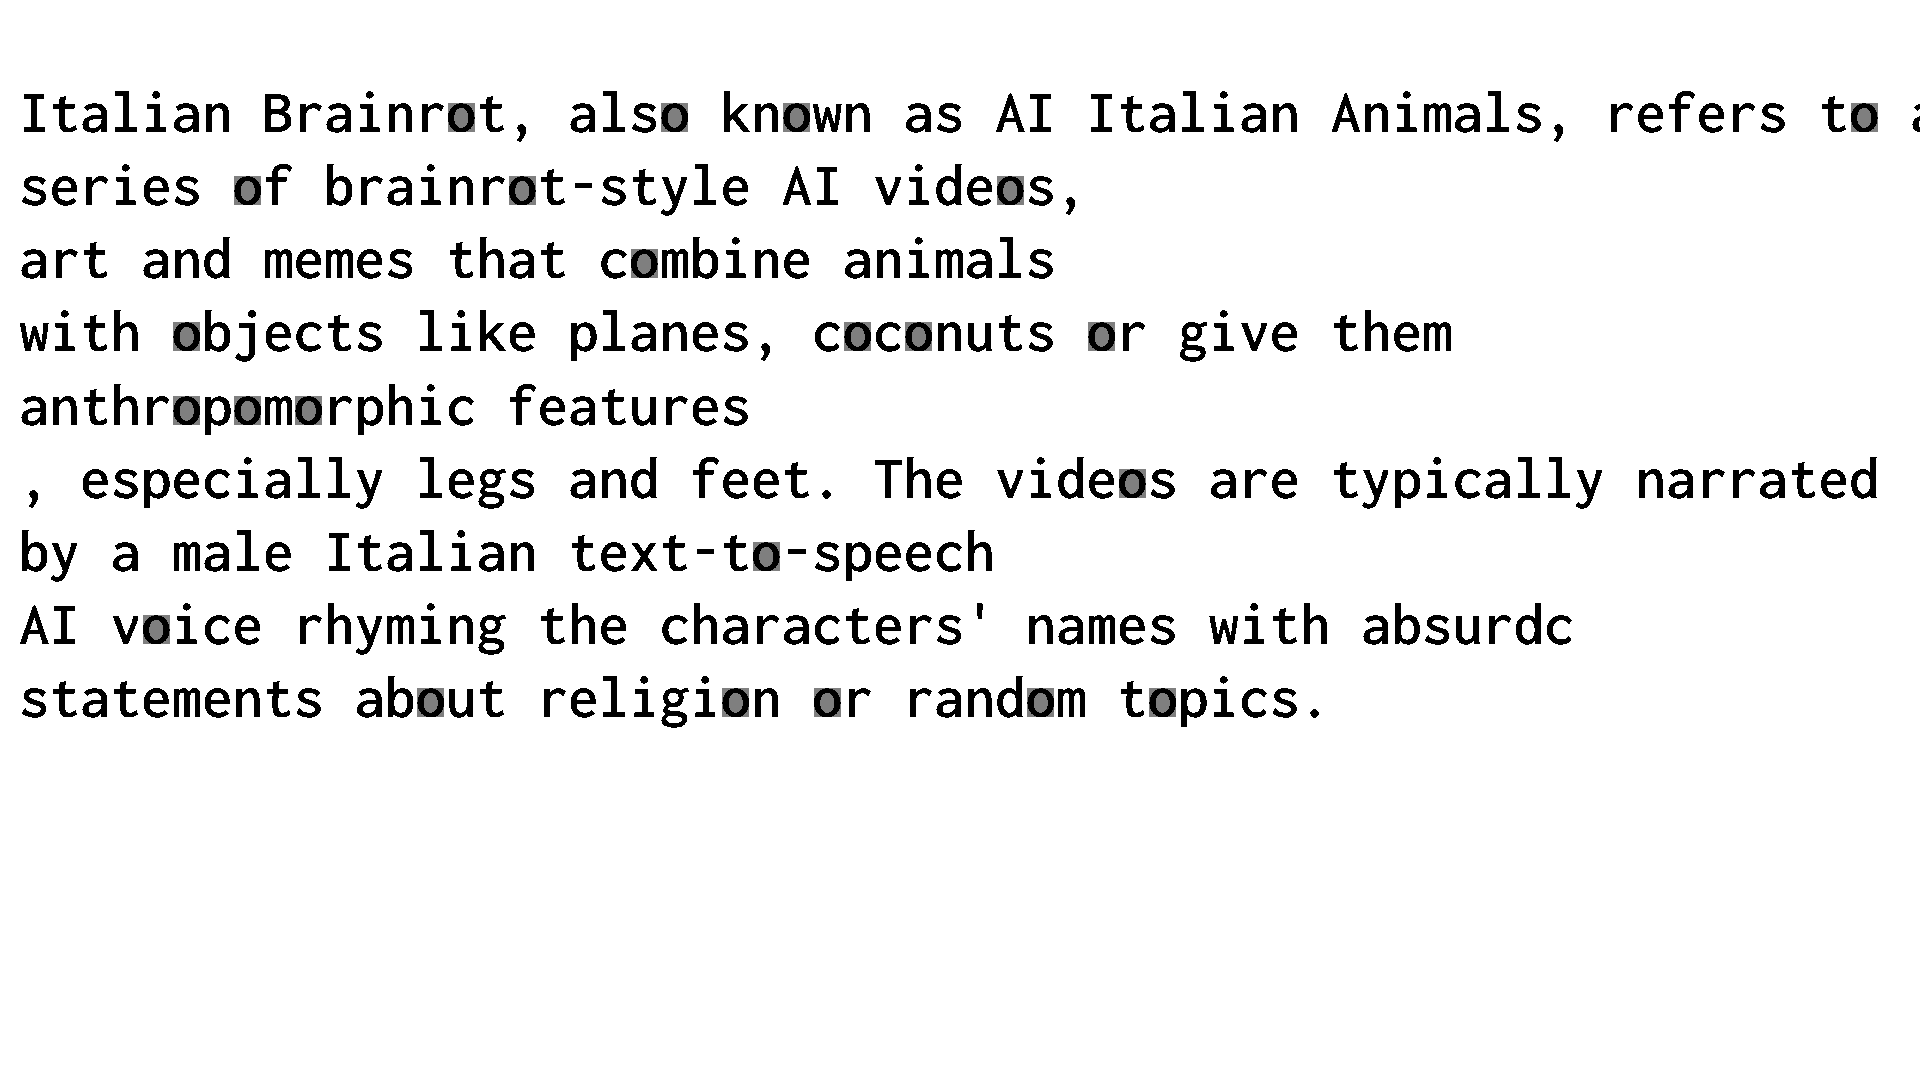 Italian Brainrot, also known as AI Italian Animals, refers to a
series of brainrot-style AI videos,
art and memes that combine animals
with objects like planes, coconuts or give them
anthropomorphic features
, especially legs and feet. The videos are typically narrated
by a male Italian text-to-speech
AI voice rhyming the characters' names with absurdc
statements about religion or random topics.